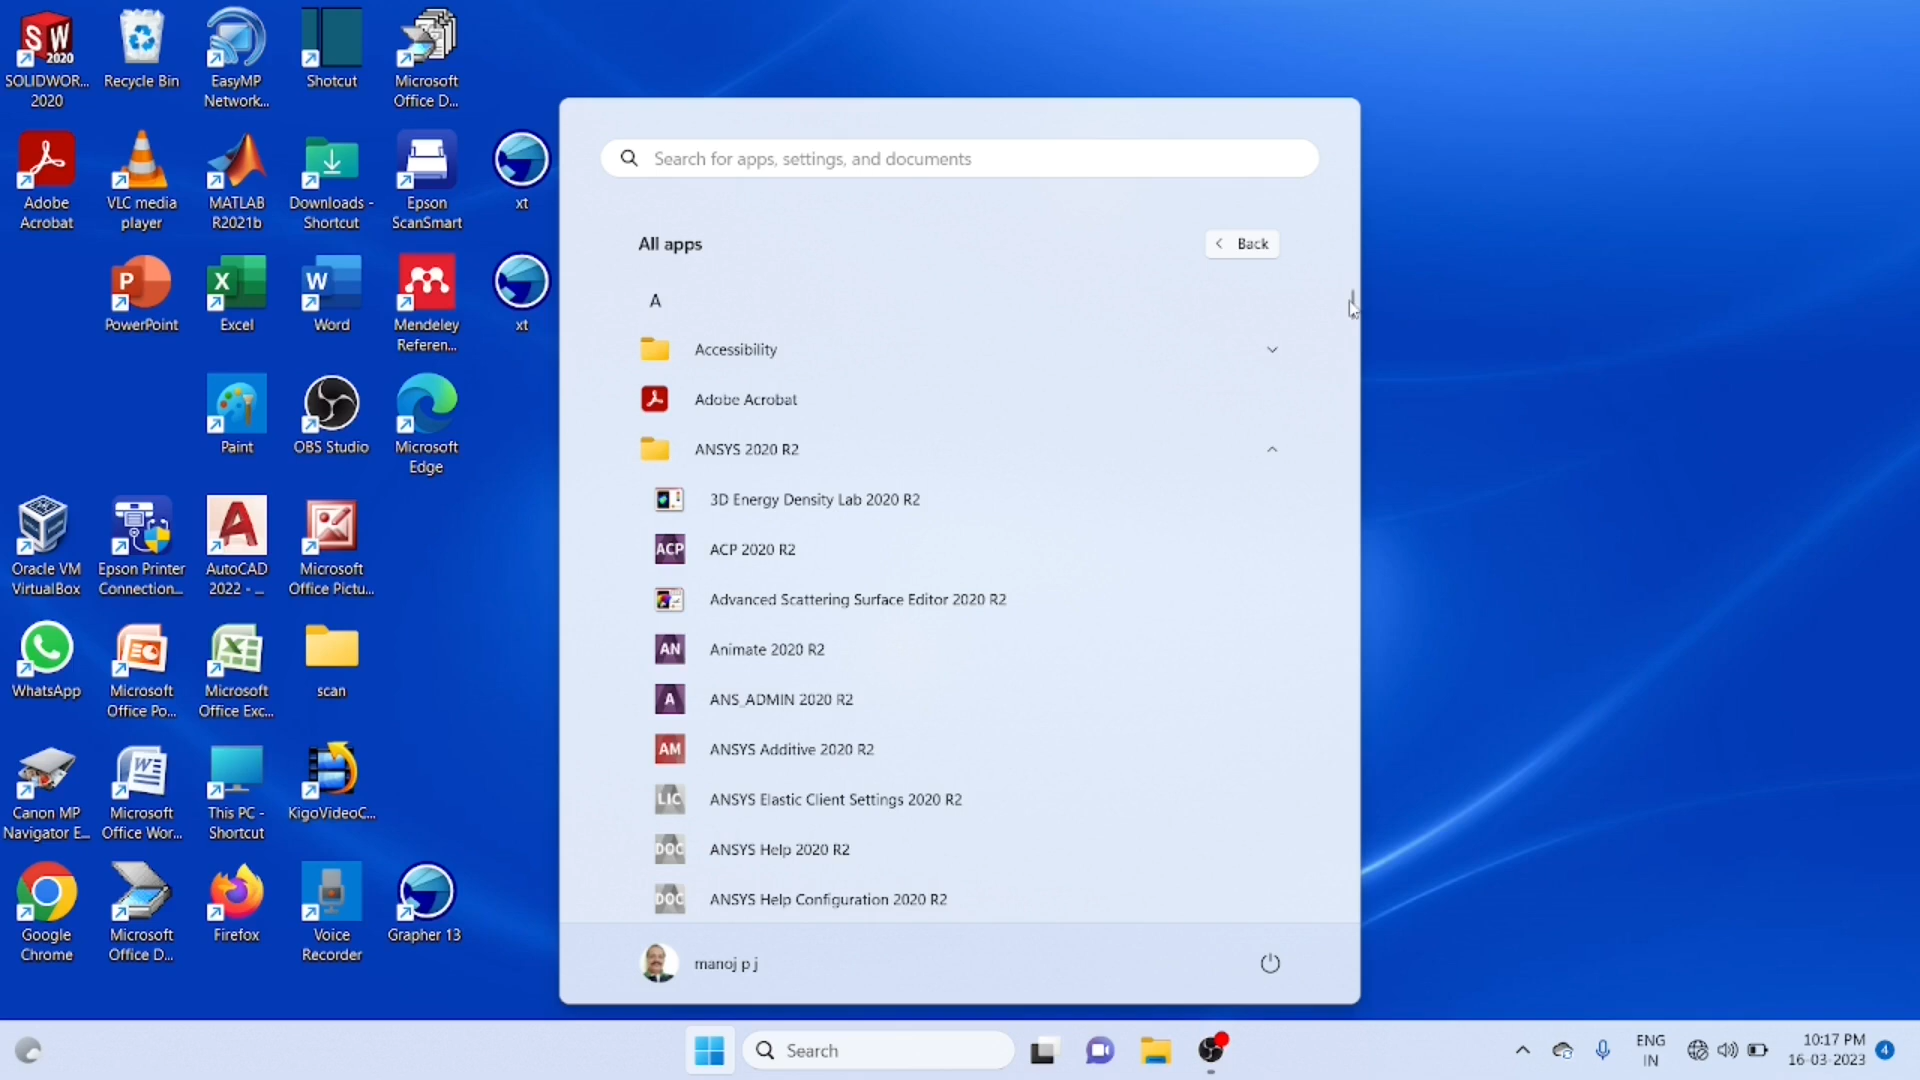 SOLIDWOR...
2020
Recycle Bin
EasyMP
Network...
Shotcut
Microsoft
Office D...
Adobe
Acrobat
VLC media
player
MATLAB
R2021b
Downloads -
Shortcut
Epson
ScanSmart
xt
PowerPoint
Excel
Word
Mendeley
Referen...
xt
Paint
OBS Studio
Microsoft
Edge
Oracle VM
VirtualBox
Epson Printer
Connection...
AutoCAD
2022 - ...
Microsoft
Office Pictu...
WhatsApp
Microsoft
Office Po...
Microsoft
Office Exc...
scan
Canon MP
Navigator E...
Microsoft
Office Wor...
This PC -
Shortcut
KigoVideoC...
Google
Chrome
Microsoft
Office D...
Firefox
Voice
Recorder
Grapher 13
Search for apps, settings, and documents
All apps
Back
A
Accessibility
Adobe Acrobat
ANSYS 2020 R2
3D Energy Density Lab 2020 R2
ACP ACP 2020 R2
Advanced Scattering Surface Editor 2020 R2
AN Animate 2020 R2
A ANS_ADMIN 2020 R2
AM ANSYS Additive 2020 R2
LIC ANSYS Elastic Client Settings 2020 R2
DOC ANSYS Help 2020 R2
DOC ANSYS Help Configuration 2020 R2
manoj p j
Search
ENG
IN
10:17 PM
16-03-2023
4